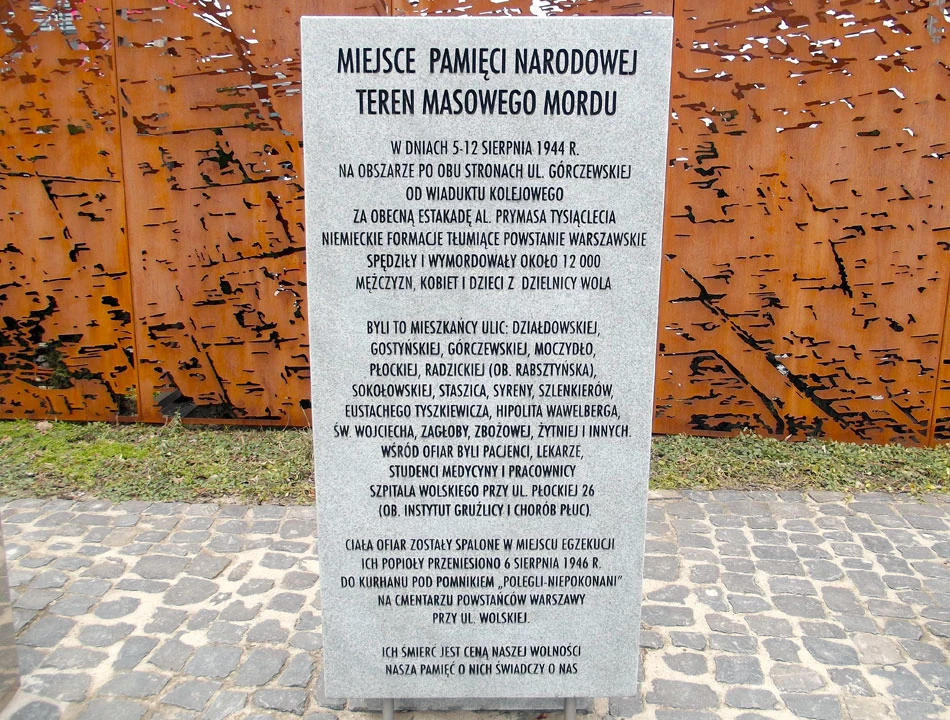 MIEJSCE PAMIĘCI NARODOWEJ
TEREN MASOWEGO MORDU
W DNIACH 5-12 SIERPNIA 1944 R.
NA OBSZARZE PO OBU STRONACH UL. GÓRCZEWSKIEJ
OD WIADUKTU KOLEJOWEGO
ZA OBECNĄ ESTAKADĘ AL. PRYMASA TYSIĄCLECIA
NIEMIECKIE FORMACJE TŁUMIĄCE POWSTANIE WARSZAWSKIE
SPĘDZIŁY I WYMORDOWAŁY OKOŁO 12 000
MĘŻCZYZN, KOBIET I DZIECI Z DZIELNICY WOLA
BYLI TO MIESZKAŃCY ULIC: DZIAŁDOWSKIEJ,
GOSTYŃSKIEJ, GÓRCZEWSKIEJ, MOCZYDŁO,
PŁOCKIEJ, RADZICKIEJ (OB. RABSZTYŃSKA),
SOKOŁOWSKIEJ, STASZICA, SYRENY, SZLENKIERÓW,
EUSTACHEGO TYSZKIEWICZA, HIPOLITA WAWELBERGA,
ŚW. WOJCIECHA, ZAGŁOBY, ZBOŻOWEJ, ŻYTNIEJ I INNYCH.
WŚRÓD OFIAR BYLI PACJENCI, LEKARZE,
STUDENCI MEDYCYNY I PRACOWNICY
SZPITALA WOLSKIEGO PRZY UL. PŁOCKIEJ 26
(OB. INSTYTUT GRUŹLICY I CHORÓB PŁUC).
CIAŁA OFIAR ZOSTAŁY SPALONE W MIEJSCU EGZEKUCJI
ICH POPIOŁY PRZENIESIONO 6 SIERPNIA 1946 R.
DO KURHANU POD POMNIKIEM „POLEGLI-NIEPOKONANI”
NA CMENTARZU POWSTAŃCÓW WARSZAWY
PRZY UL. WOLSKIEJ.
ICH ŚMIERĆ JEST CENĄ NASZEJ WOLNOŚCI
NASZA PAMIĘĆ O NICH ŚWIADCZY O NAS